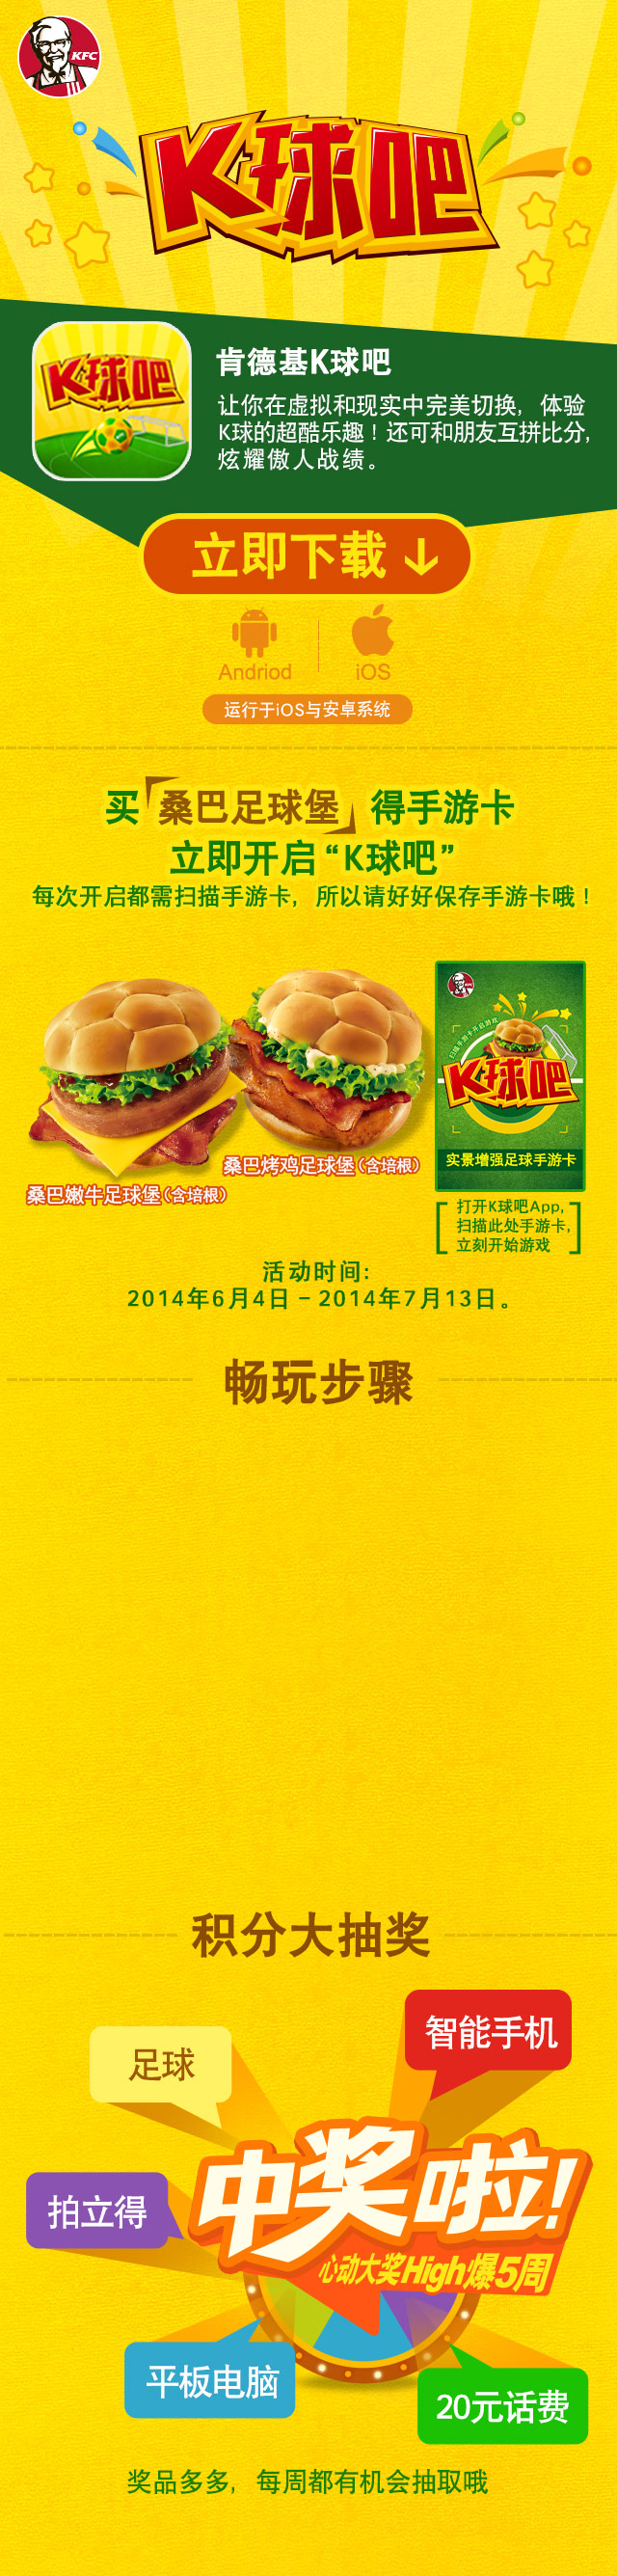 KFC
K球吧
K球吧
肯德基K球吧
让你在虚拟和现实中完美切换，体验
K球的超酷乐趣！还可和朋友互拼比分，
炫耀傲人战绩。
立即下载
Andriod
iOS
运行于iOS与安卓系统
买「桑巴足球堡」得手游卡
立即开启“K球吧”
每次开启都需扫描手游卡，所以请好好保存手游卡哦！
扫描手游卡开启游戏
K球吧
实景增强足球手游卡
桑巴烤鸡足球堡（含培根）
桑巴嫩牛足球堡（含培根）
打开K球吧App，
扫描此处手游卡，
立刻开始游戏
活动时间：
2014年6月4日－2014年7月13日。
畅玩步骤
积分大抽奖
智能手机
足球
中奖啦!
拍立得
心动大奖High爆5周
平板电脑
20元话费
奖品多多，每周都有机会抽取哦